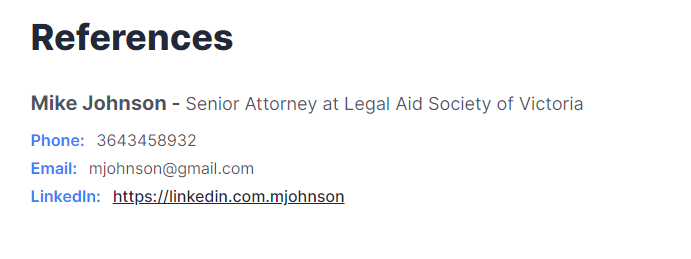 References
Mike Johnson - Senior Attorney at Legal Aid Society of Victoria
Phone: 3643458932
Email: mjohnson@gmail.com
LinkedIn: https://linkedin.com.mjohnson